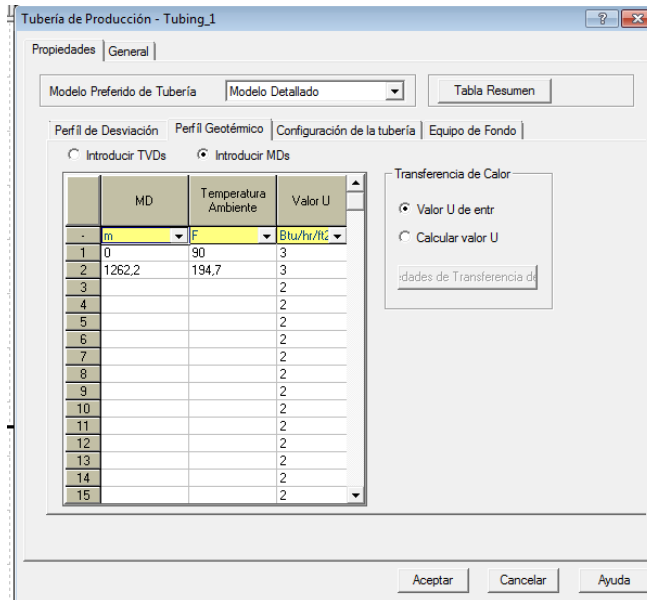 Tubería de Producción - Tubing_1
Propiedades General
Modelo Preferido de Tubería Modelo Detallado Tabla Resumen
Perfíl de Desviación Perfíl Geotérmico Configuración de la tubería Equipo de Fondo
Introducir TVDs Introducir MDs
Transferencia de Calor
MD Temperatura Ambiente Valor U
Valor U de entr
- m F Btu/hr/ft2
1 0 90 3
Calcular valor U
2 1262,2 194,7 3
3 2
idades de Transferencia de
4 2
5 2
6 2
7 2
8 2
9 2
10 2
11 2
12 2
13 2
14 2
15 2
Aceptar Cancelar Ayuda